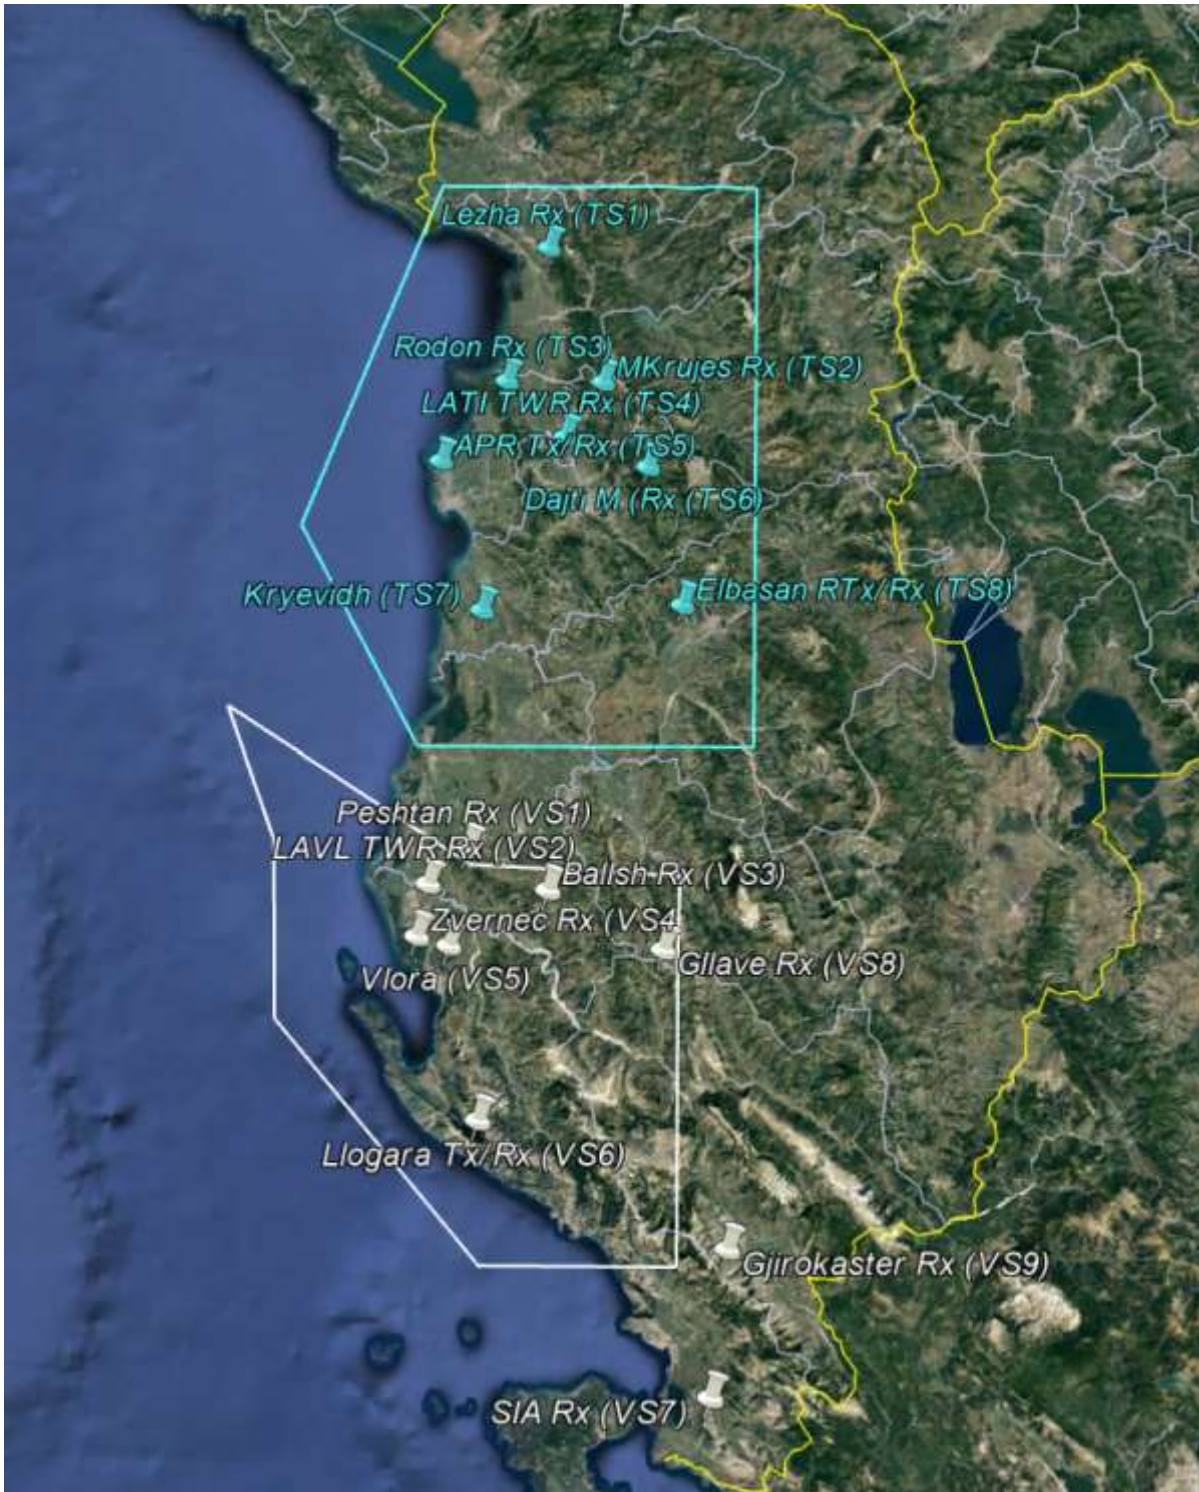 Lezha Rx (TS1)
Rodon Rx (TS3)
MKrujes Rx (TS2)
LATI TWR Rx (TS4)
APR Tx/Rx (TS5)
Dajti M (Rx (TS6)
Kryevidh (TS7)
Elbasan RTx/Rx (TS8)
Peshtan Rx (VS1)
LAVL TWR Rx (VS2)
Ballsh Rx (VS3)
Zvernec Rx (VS4
Vlora (VS5)
Gllave Rx (VS8)
Llogara Tx/Rx (VS6)
Gjirokaster Rx (VS9)
SIA Rx (VS7)